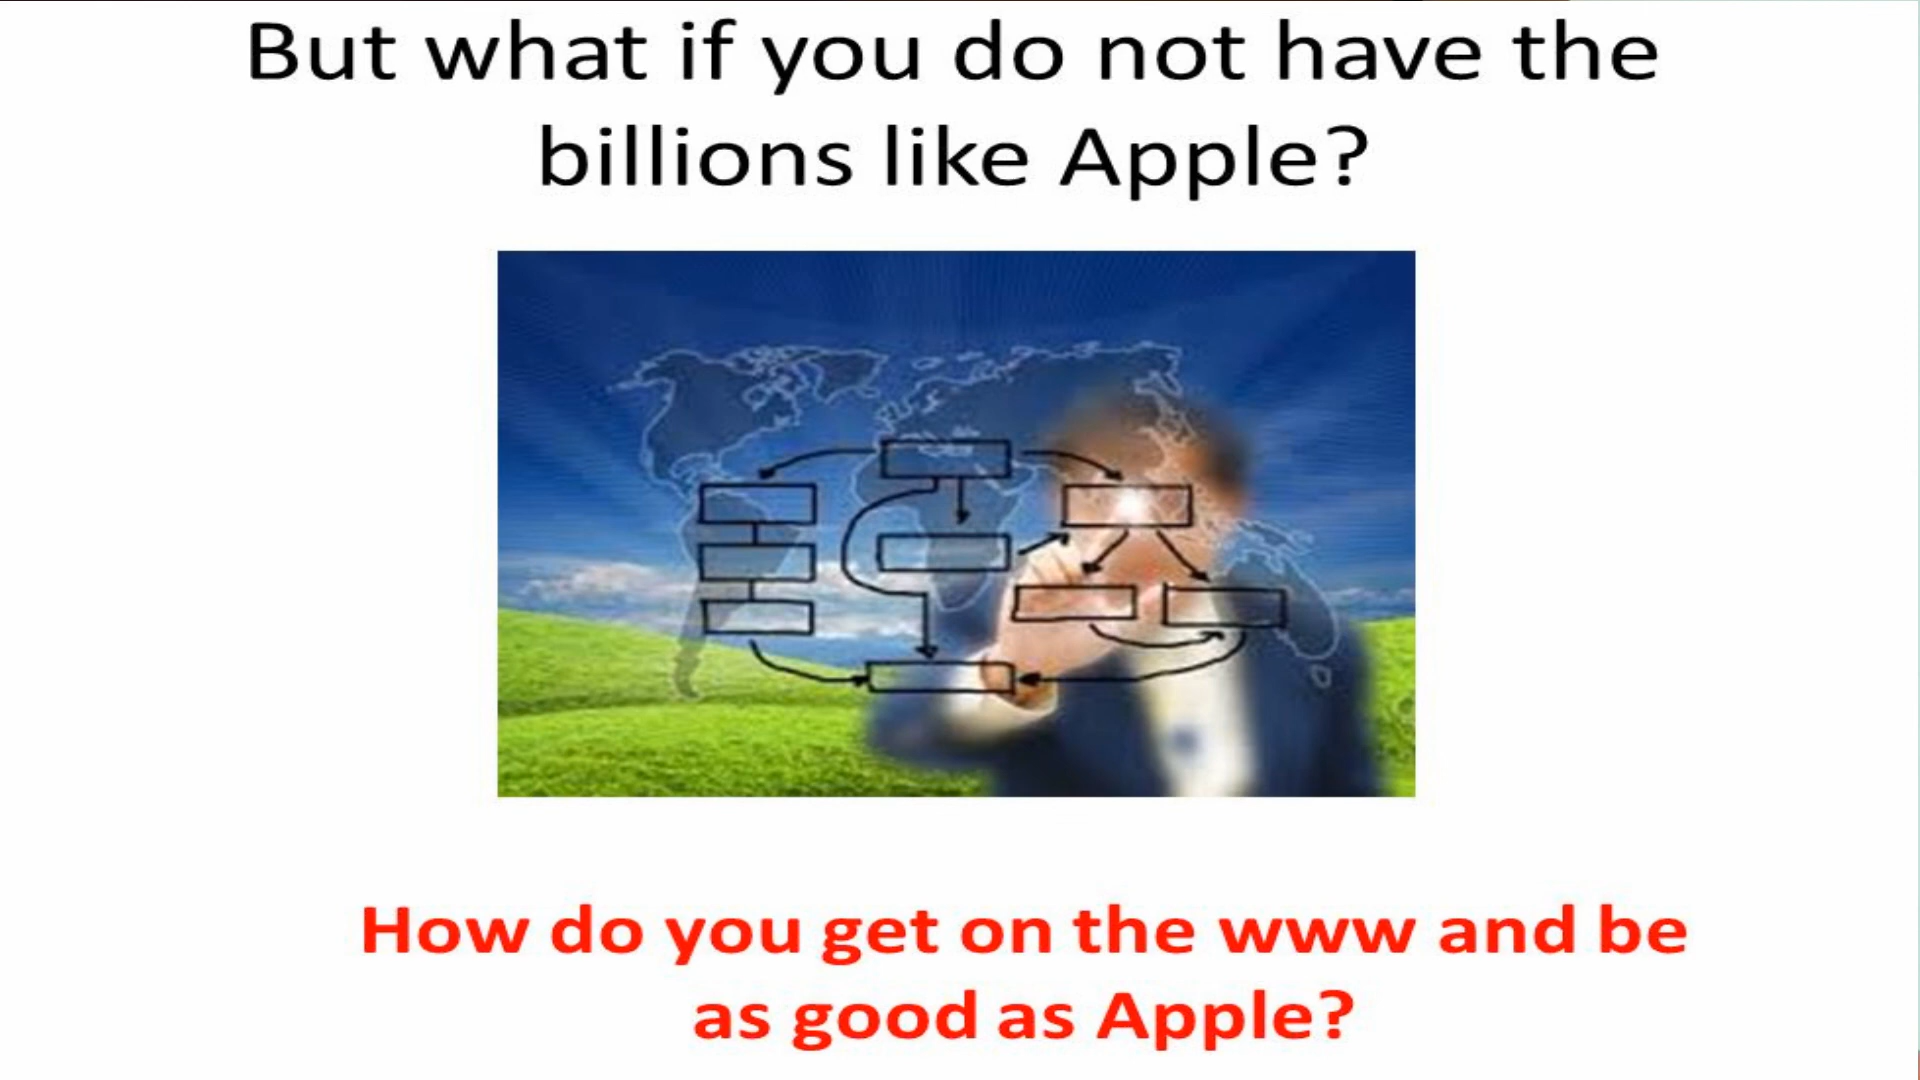 But what if you do not have the
billions like Apple?
How do you get on the www and be
as good as Apple?